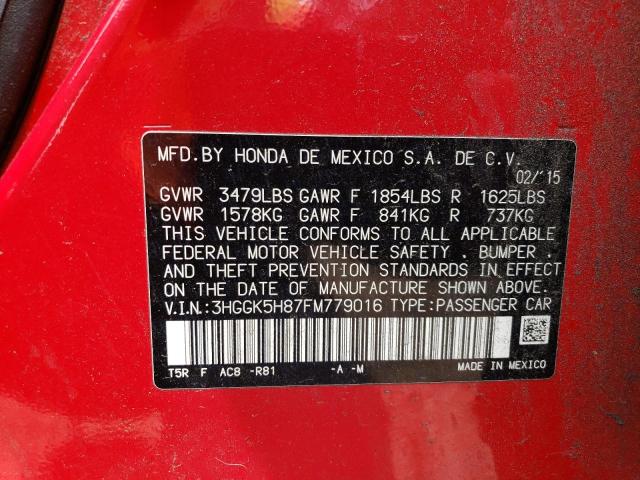 MFD.BY HONDA DE MEXICO S.A. DE C.V.
02/15
GVWR 3479LBS GAWR F 1854LBS R 1625LBS
GVWR 1578KG GAWR F 841KG R 737KG
THIS VEHICLE CONFORMS TO ALL APPLICABLE
FEDERAL MOTOR VEHICLE SAFETY . BUMPER .
AND THEFT PREVENTION STANDARDS IN EFFECT
ON THE DATE OF MANUFACTURE SHOWN ABOVE.
V.I.N.:3HGGK5H87FM779016 TYPE:PASSENGER CAR
T5R F AC8 -R81 -A -M MADE IN MEXICO